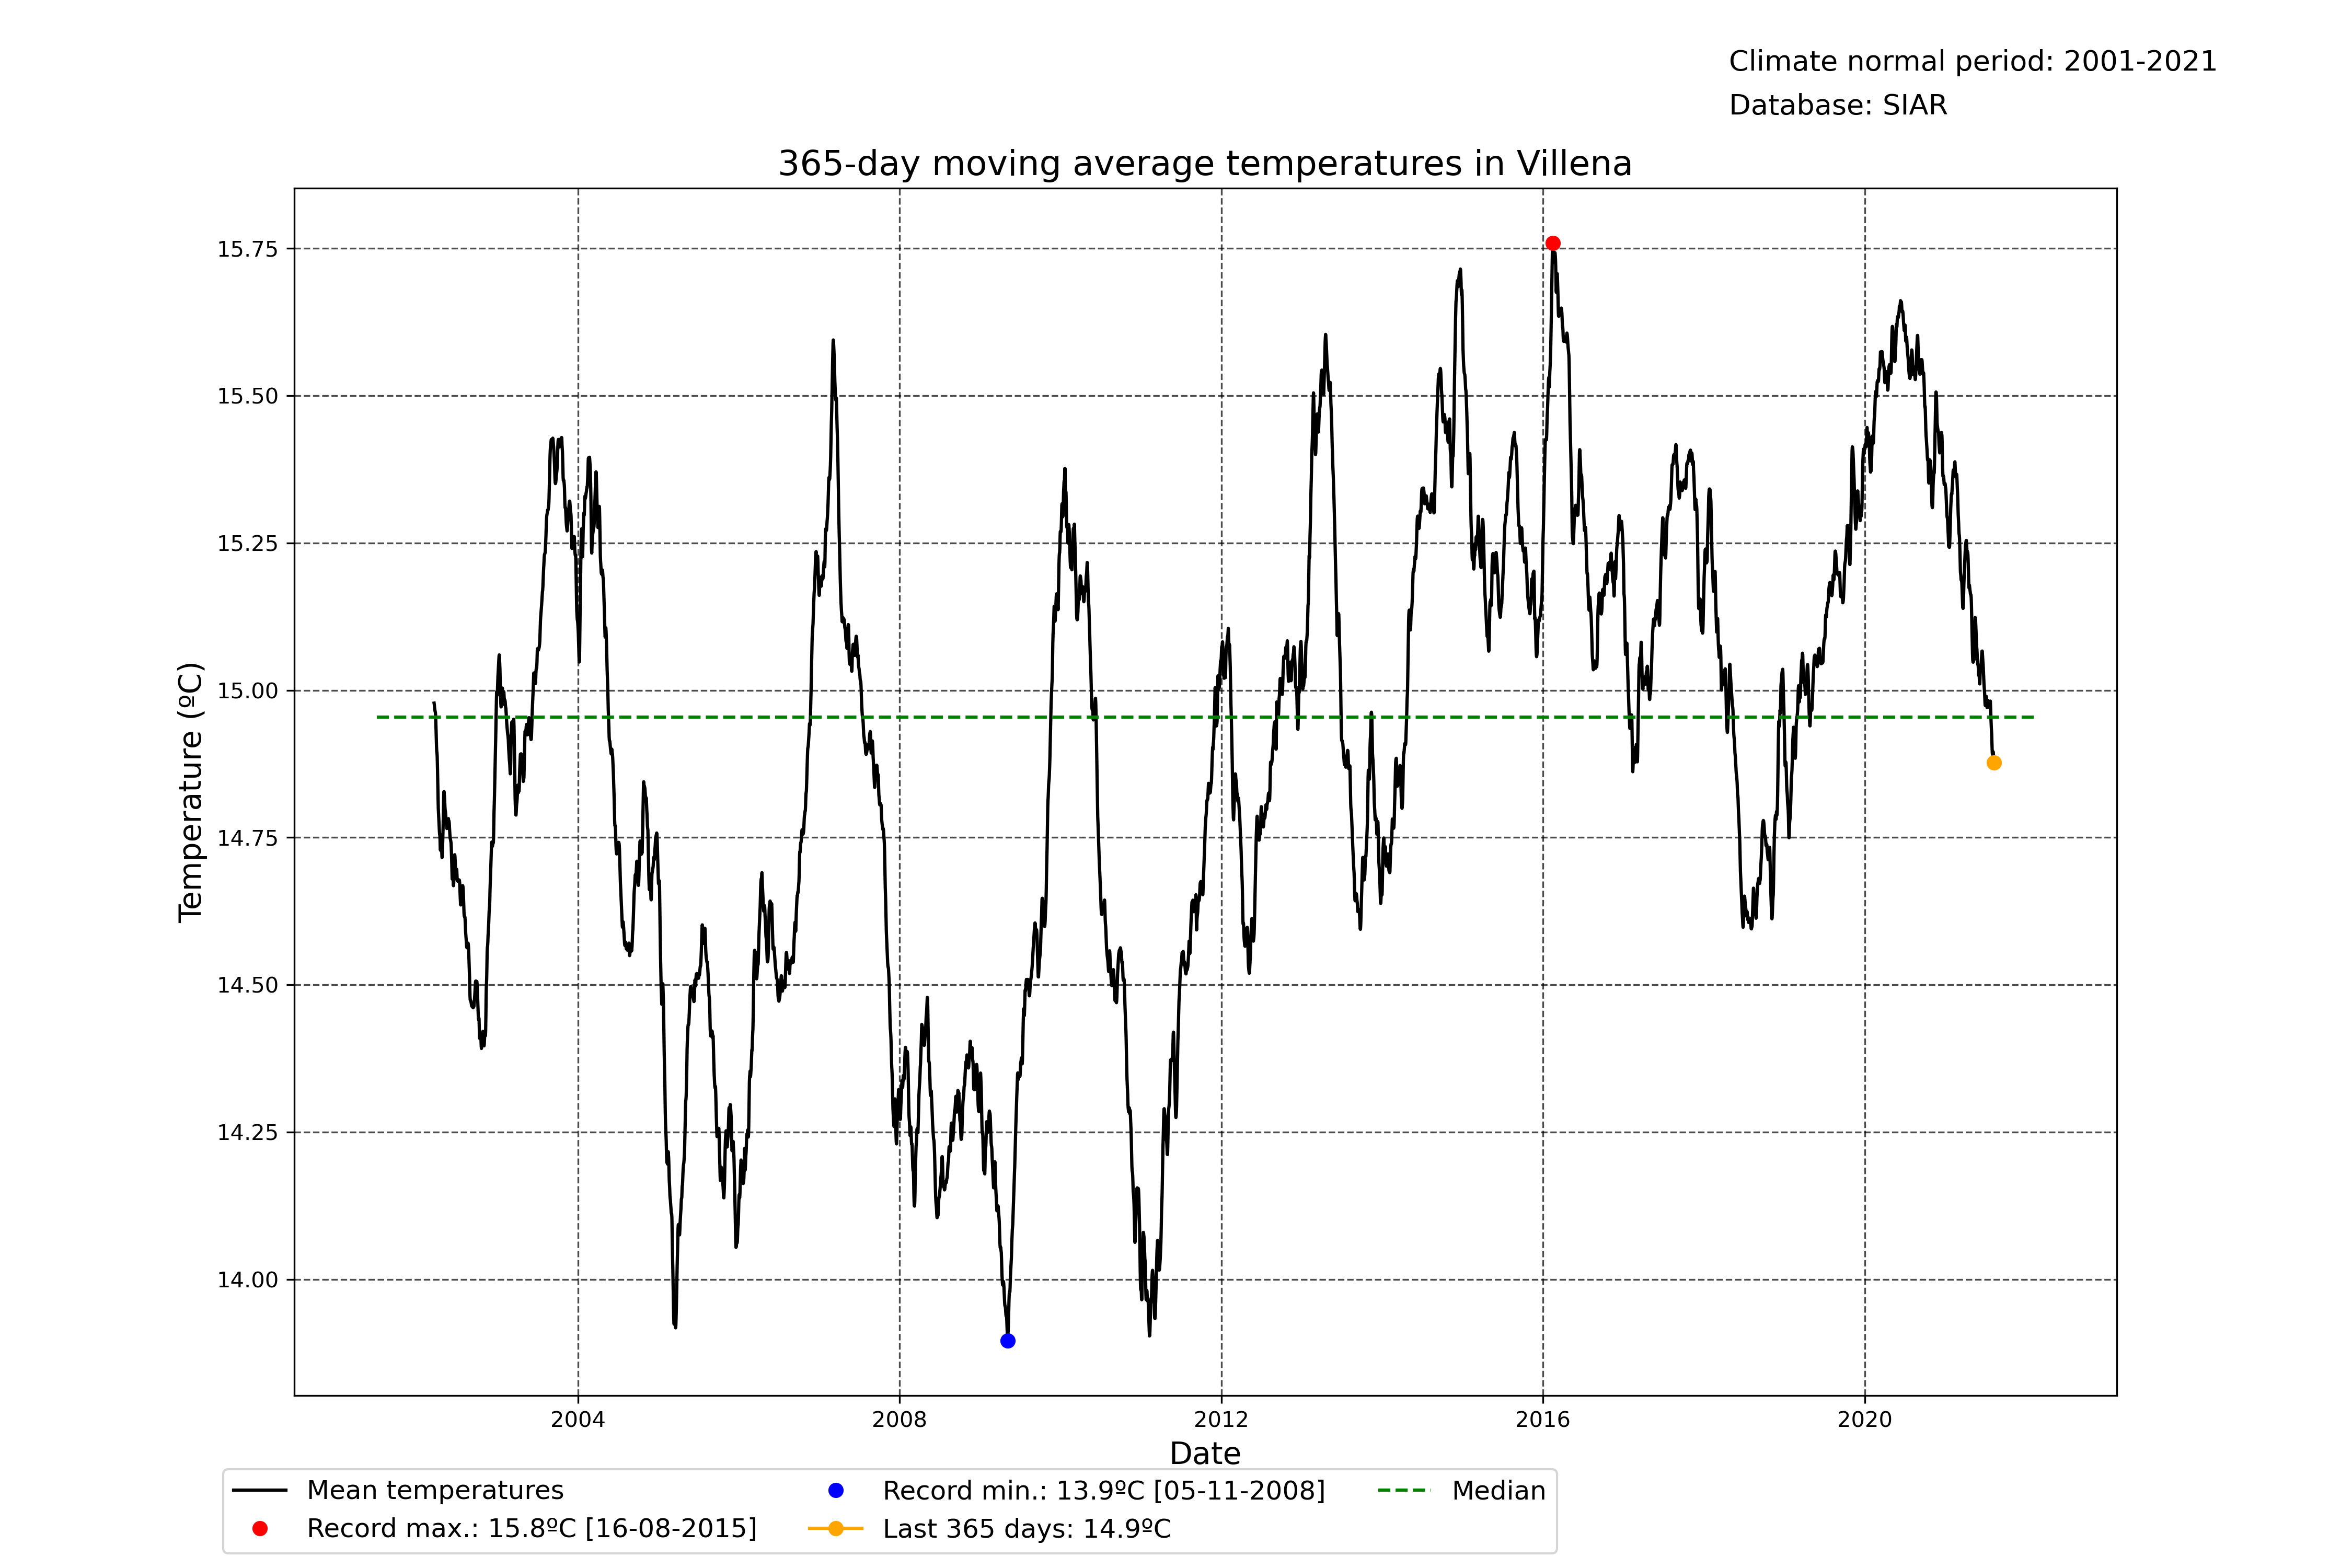 Climate normal period: 2001-2021
Database: SIAR
365-day moving average temperatures in Villena
Temperature (ºC)
15.75
15.50
15.25
15.00
14.75
14.50
14.25
14.00
2004 2008 2012 2016 2020
Date
Mean temperatures
Record max.: 15.8ºC [16-08-2015]
Record min.: 13.9ºC [05-11-2008]
Last 365 days: 14.9ºC
Median